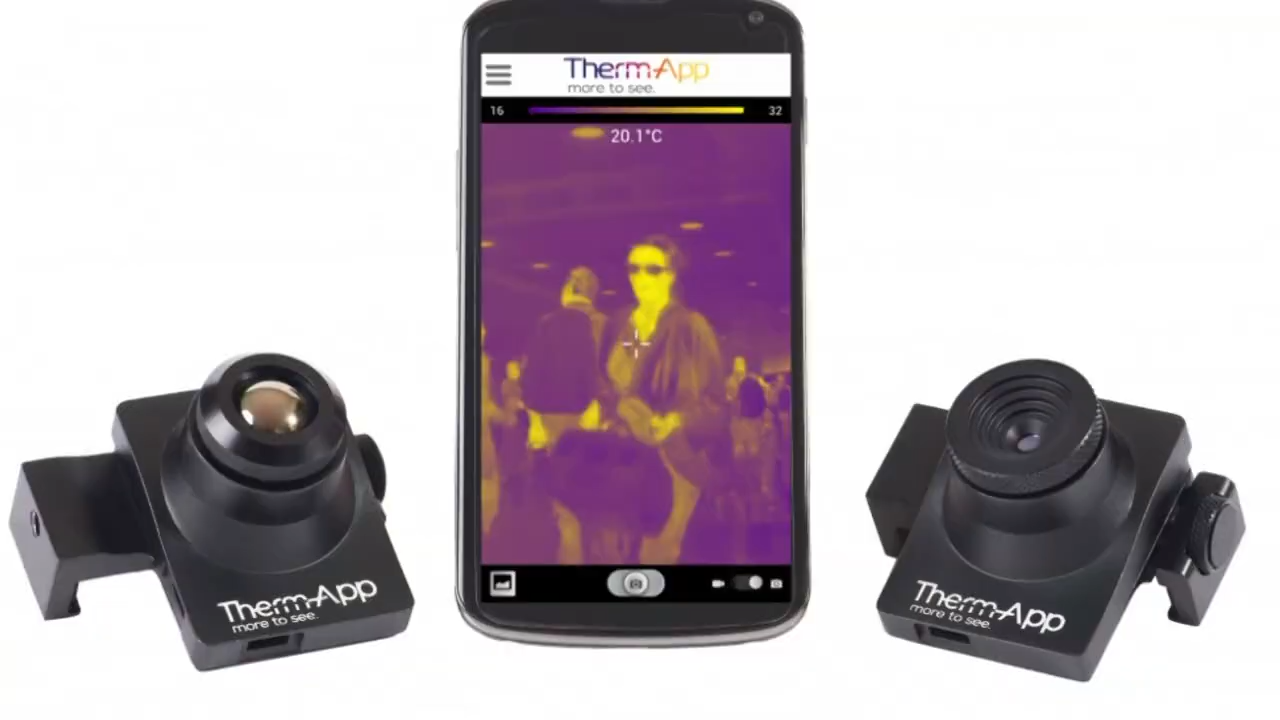 Therm-App
more to see.
16
32
20.1°C
Therm-App
more to see.
Therm-App
more to see.